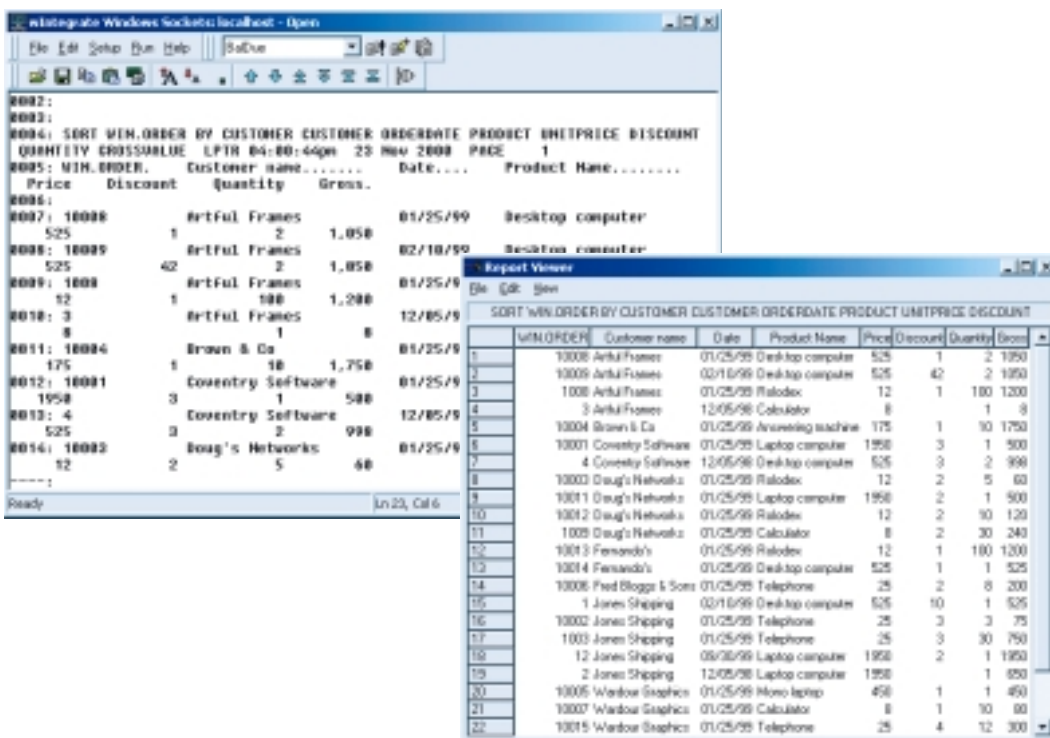 wIntegrate Windows Sockets: localhost - Open
File Edit Setup Run Help BalDue
0002:
0003:
0004: SORT WIN.ORDER BY CUSTOMER CUSTOMER ORDERDATE PRODUCT UNITPRICE DISCOUNT
QUANTITY GROSSVALUE LPTR 04:00:44pm 23 Nov 2000 PAGE 1
0005: WIN.ORDER. Customer name....... Date.... Product Name........
Price Discount Quantity Gross.
0006:
0007: 10008 Artful Frames 01/25/99 Desktop computer
525 1 2 1,050
0008: 10009 Artful Frames 02/10/99 Desktop computer
525 42 2 1,050
0009: 1008 Artful Frames 01/25/9
12 1 100 1,200
0010: 3 Artful Frames 12/05/9
8 1 8
0011: 10004 Brown & Co 01/25/9
175 1 10 1,750
0012: 10001 Coventry Software 01/25/9
1950 3 1 500
0013: 4 Coventry Software 12/05/9
525 3 2 998
0014: 10003 Doug's Networks 01/25/9
12 2 5 60
----:
Ready Ln 23, Col 6
Report Viewer
File Edit View
SORT WIN.ORDER BY CUSTOMER CUSTOMER ORDERDATE PRODUCT UNITPRICE DISCOUNT
WIN.ORDER Customer name Date Product Name Price Discount Quantity Gross
1 10008 Artful Frames 01/25/99 Desktop computer 525 1 2 1050
2 10009 Artful Frames 02/10/99 Desktop computer 525 42 2 1050
3 1008 Artful Frames 01/25/99 Rolodex 12 1 100 1200
4 3 Artful Frames 12/05/98 Calculator 8 1 8
5 10004 Brown & Co 01/25/99 Answering machine 175 1 10 1750
6 10001 Coventry Software 01/25/99 Laptop computer 1950 3 1 500
7 4 Coventry Software 12/05/98 Desktop computer 525 3 2 998
8 10003 Doug's Networks 01/25/99 Rolodex 12 2 5 60
9 10011 Doug's Networks 01/25/99 Laptop computer 1950 2 1 500
10 10012 Doug's Networks 01/25/99 Rolodex 12 2 10 120
11 1009 Doug's Networks 01/25/99 Calculator 8 2 30 240
12 10013 Fernando's 01/25/99 Rolodex 12 1 100 1200
13 10014 Fernando's 01/25/99 Desktop computer 525 1 1 525
14 10006 Fred Bloggs & Sons 01/25/99 Telephone 25 2 8 200
15 1 Jones Shipping 02/10/99 Desktop computer 525 10 1 525
16 10002 Jones Shipping 01/25/99 Telephone 25 3 3 75
17 1003 Jones Shipping 01/25/99 Telephone 25 3 30 750
18 12 Jones Shipping 09/30/99 Laptop computer 1950 2 1 1950
19 2 Jones Shipping 12/05/98 Laptop computer 1950 1 650
20 10005 Wardour Graphics 01/25/99 Mono laptop 450 1 1 450
21 10007 Wardour Graphics 01/25/99 Calculator 8 1 10 80
22 10015 Wardour Graphics 01/25/99 Telephone 25 4 12 300